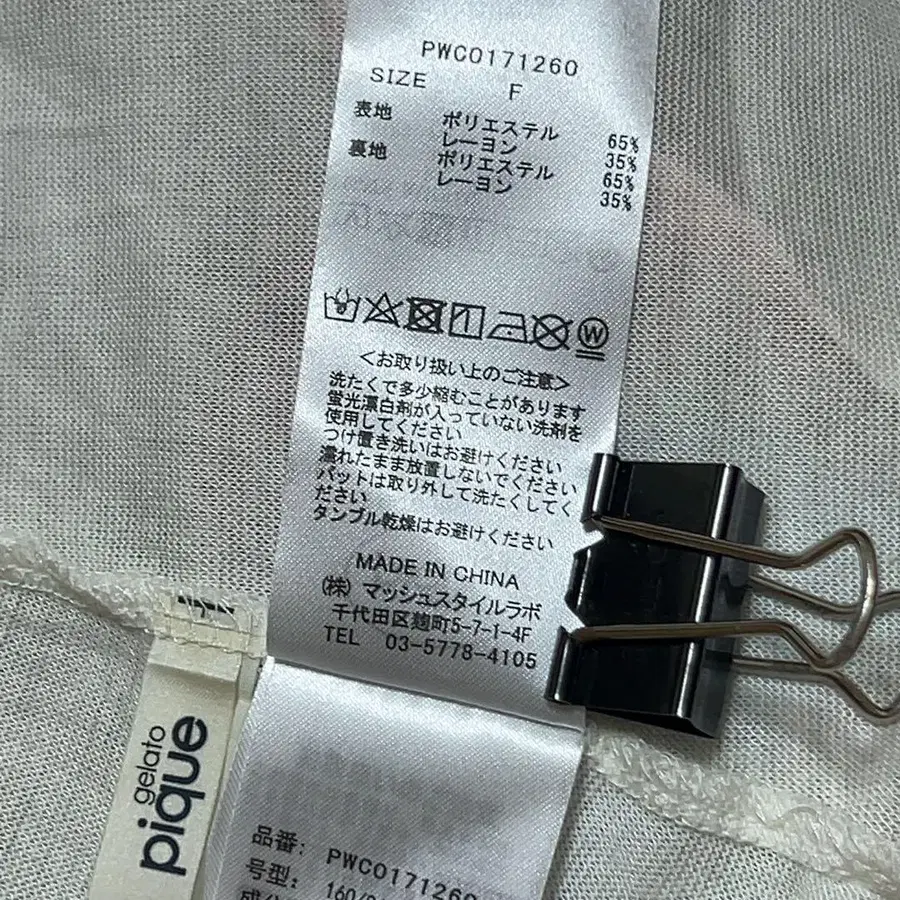 PWCO171260
SIZE F
表地 ポリエステル 65%
レーヨン 35%
裏地 ポリエステル 65%
レーヨン 35%
W
<お取り扱い上のご注意>
洗たくで多少縮むことがあります
蛍光漂白剤が入っていない洗剤を
使用してください
つけ置き洗いはお避けください
濡れたまま放置しないでください
パットは取り外して洗たくしてく
ださい
タンブル乾燥はお避けください
MADE IN CHINA
(株) マッシュスタイルラボ
千代田区麹町5-7-1-4F
TEL 03-5778-4105
gelato
pique
品番: PWCO171260
号型: